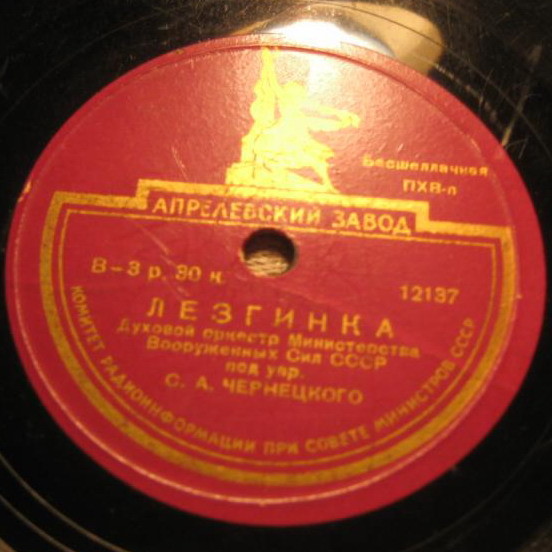 Бесшеллачная
ПХВ-п
АПРЕЛЕВСКИЙ ЗАВОД
В-3 р. 30 к.
12137
ЛЕЗГИНКА
Духовой оркестр Министерства
Вооруженных Сил СССР
под упр.
С. А. ЧЕРНЕЦКОГО
КОМИТЕТ РАДИОИНФОРМАЦИИ ПРИ СОВЕТЕ МИНИСТРОВ СССР